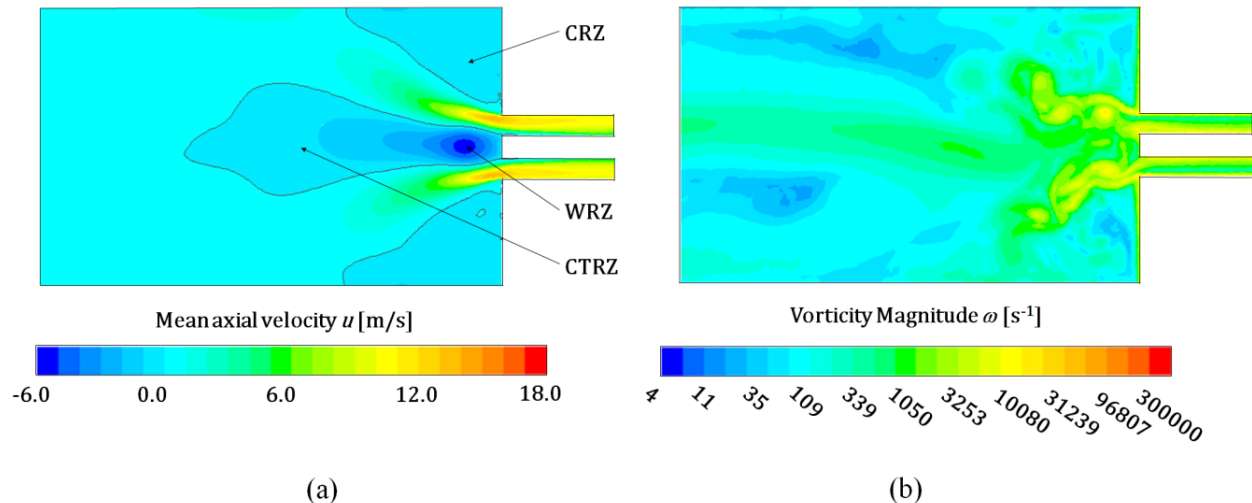 CRZ
WRZ
CTRZ
Mean axial velocity u [m/s]
-6.0 0.0 6.0 12.0 18.0
(a)
Vorticity Magnitude ω [s⁻¹]
4 11 35 109 339 1050 3253 10080 31239 96807 300000
(b)